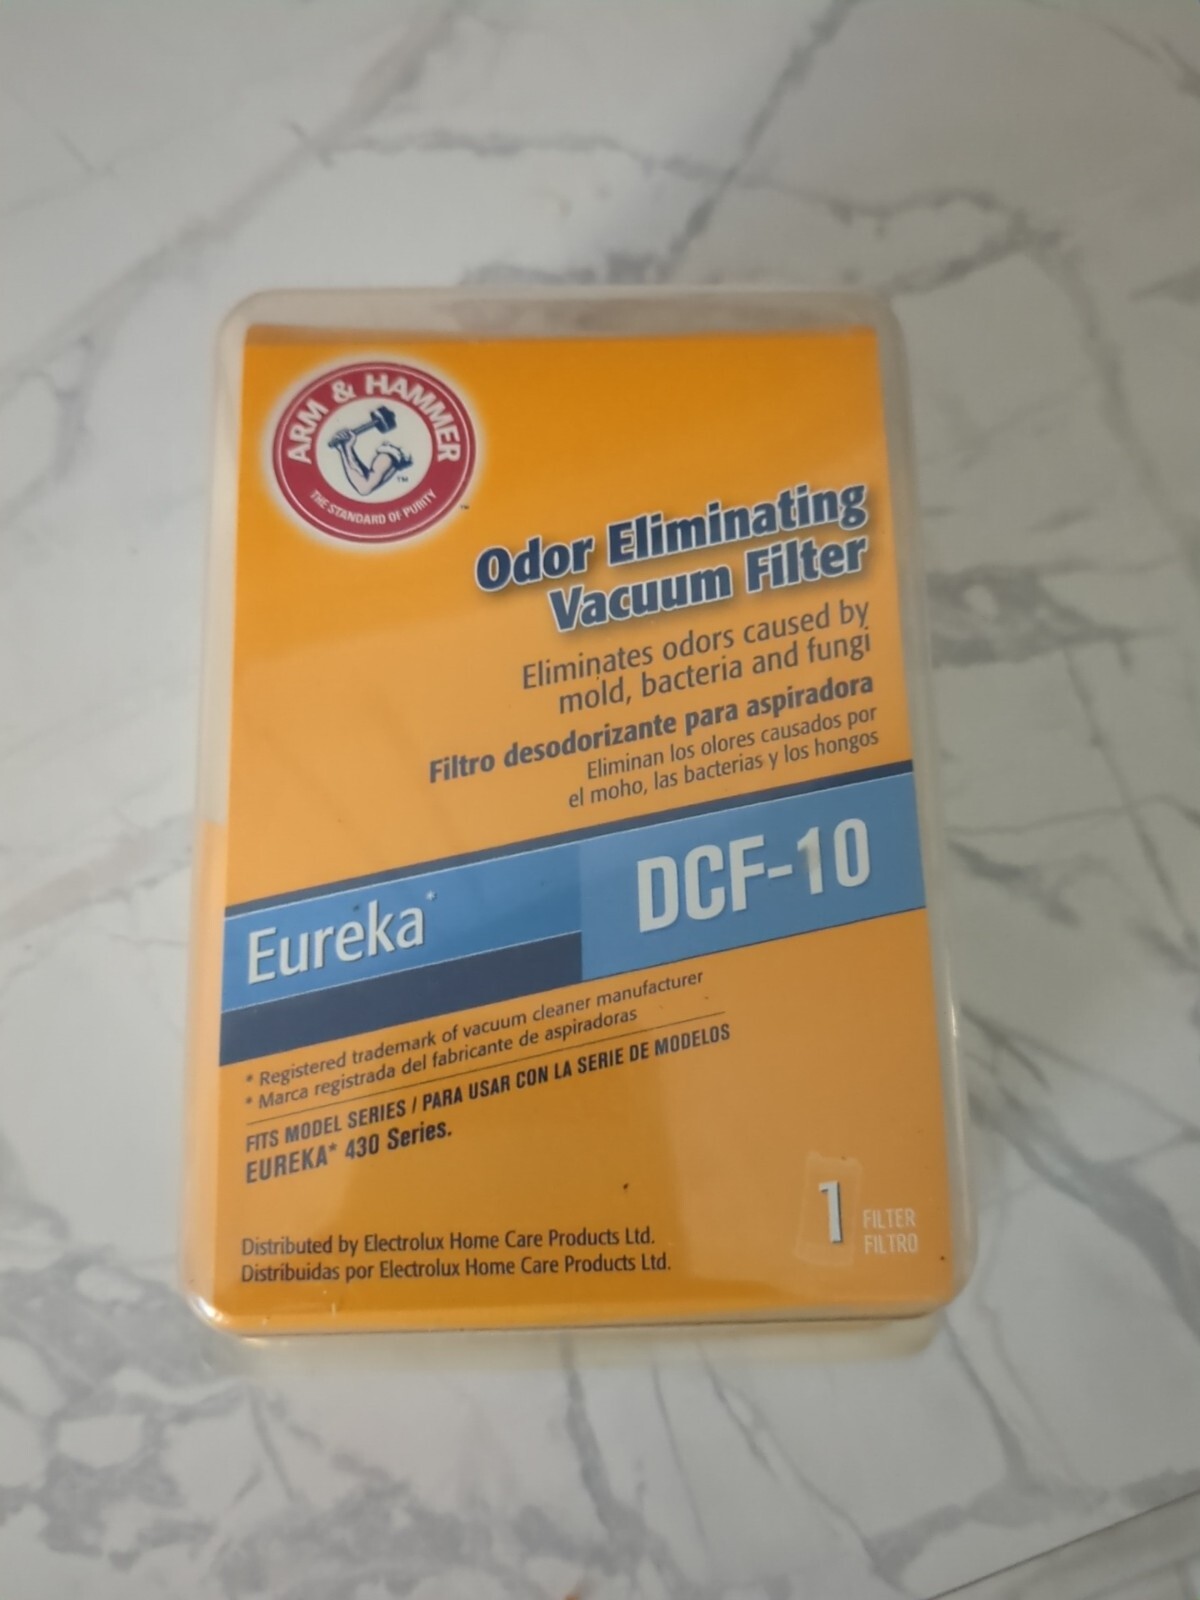 ARM & HAMMER
™
THE STANDARD OF PURITY
™
Odor Eliminating
Vacuum Filter
Eliminates odors caused by
mold, bacteria and fungi
Filtro desodorizante para aspiradora
Eliminan los olores causados por
el moho, las bacterias y los hongos
Eureka*
DCF-10
* Registered trademark of vacuum cleaner manufacturer
* Marca registrada del fabricante de aspiradoras
FITS MODEL SERIES / PARA USAR CON LA SERIE DE MODELOS
EUREKA* 430 Series.
1 FILTER
FILTRO
Distributed by Electrolux Home Care Products Ltd.
Distribuidas por Electrolux Home Care Products Ltd.